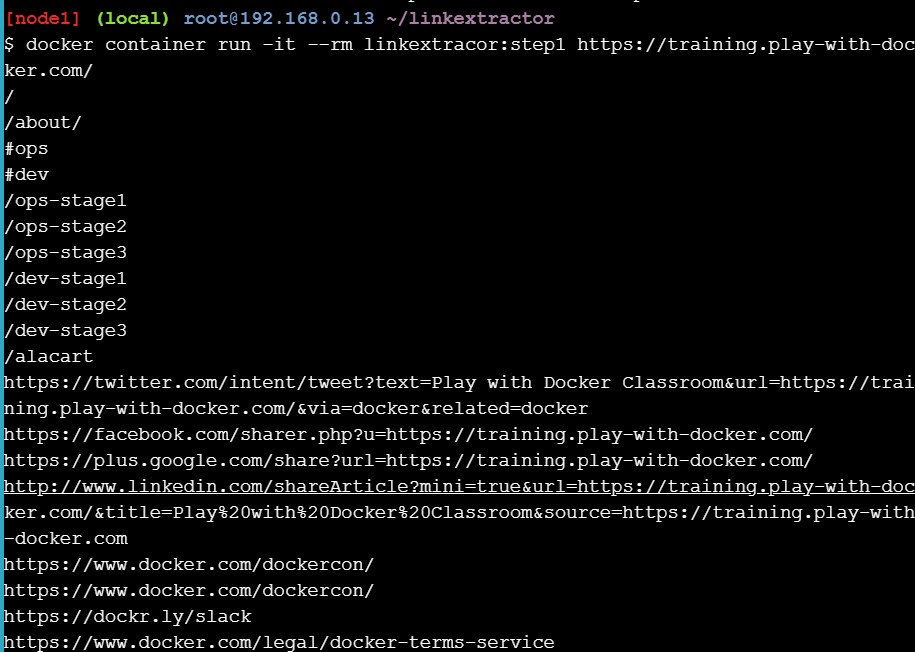 [node1] (local) root@192.168.0.13 ~/linkextractor
$ docker container run -it --rm linkextracor:step1 https://training.play-with-doc
ker.com/
/
/about/
#ops
#dev
/ops-stage1
/ops-stage2
/ops-stage3
/dev-stage1
/dev-stage2
/dev-stage3
/alacart
https://twitter.com/intent/tweet?text=Play with Docker Classroom&url=https://trai
ning.play-with-docker.com/&via=docker&related=docker
https://facebook.com/sharer.php?u=https://training.play-with-docker.com/
https://plus.google.com/share?url=https://training.play-with-docker.com/
http://www.linkedin.com/shareArticle?mini=true&url=https://training.play-with-doc
ker.com/&title=Play%20with%20Docker%20Classroom&source=https://training.play-with
-docker.com
https://www.docker.com/dockercon/
https://www.docker.com/dockercon/
https://dockr.ly/slack
https://www.docker.com/legal/docker-terms-service